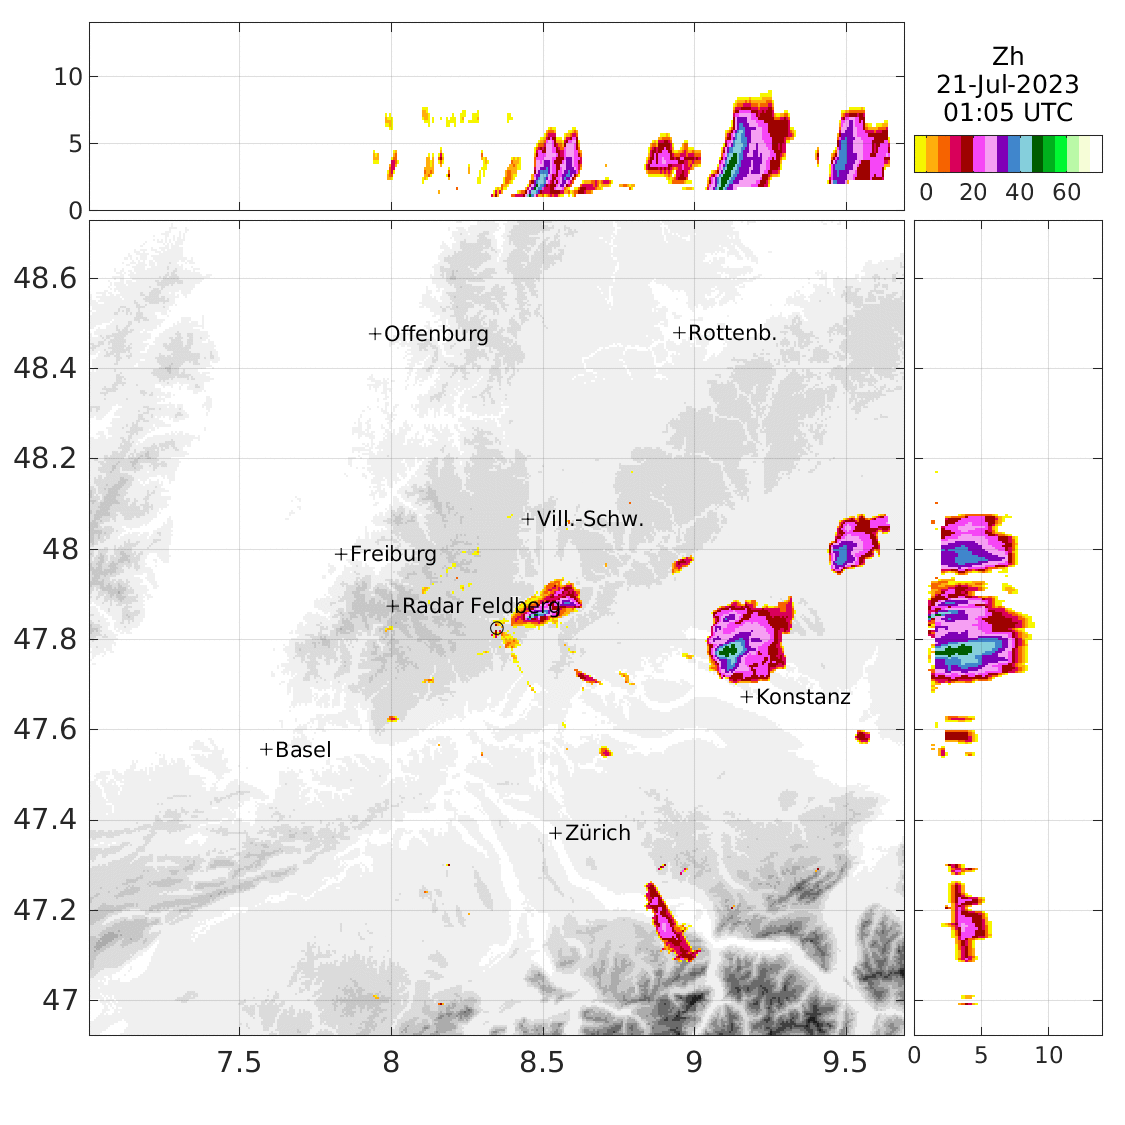 10
5
0
Zh
21-Jul-2023
01:05 UTC
0 20 40 60
48.6
48.4
48.2
48
47.8
47.6
47.4
47.2
47
Offenburg
Rottenb.
Vill.-Schw.
Freiburg
Radar Feldberg
Konstanz
Basel
Zürich
7.5 8 8.5 9 9.5
0 5 10